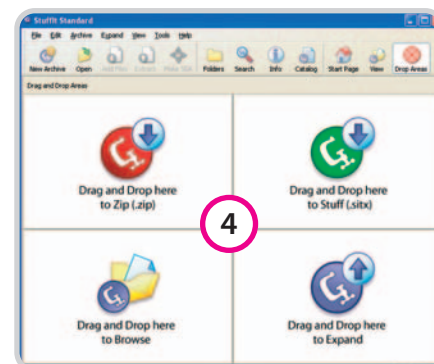 StuffIt Standard
File Edit Archive Expand View Tools Help
New Archive Open Add Files Extract Make SEA Folders Search Info Catalog Start Page View Drop Areas
Drag and Drop Areas
Drag and Drop here
to Zip (.zip)
Drag and Drop here
to Stuff (.sitx)
4
Drag and Drop here
to Browse
Drag and Drop here
to Expand